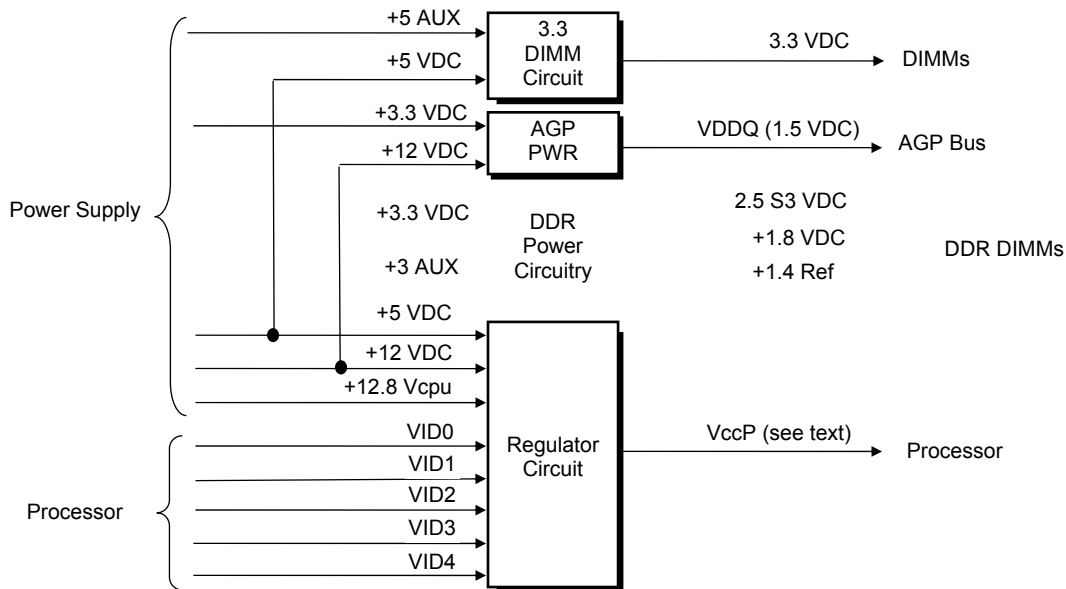 +5 AUX
+5 VDC
3.3
DIMM
Circuit
3.3 VDC
DIMMs
+3.3 VDC
+12 VDC
AGP
PWR
VDDQ (1.5 VDC)
AGP Bus
Power Supply
+3.3 VDC
+3 AUX
DDR
Power
Circuitry
2.5 S3 VDC
+1.8 VDC
+1.4 Ref
DDR DIMMs
+5 VDC
+12 VDC
+12.8 Vcpu
Processor
VID0
VID1
VID2
VID3
VID4
Regulator
Circuit
VccP (see text)
Processor